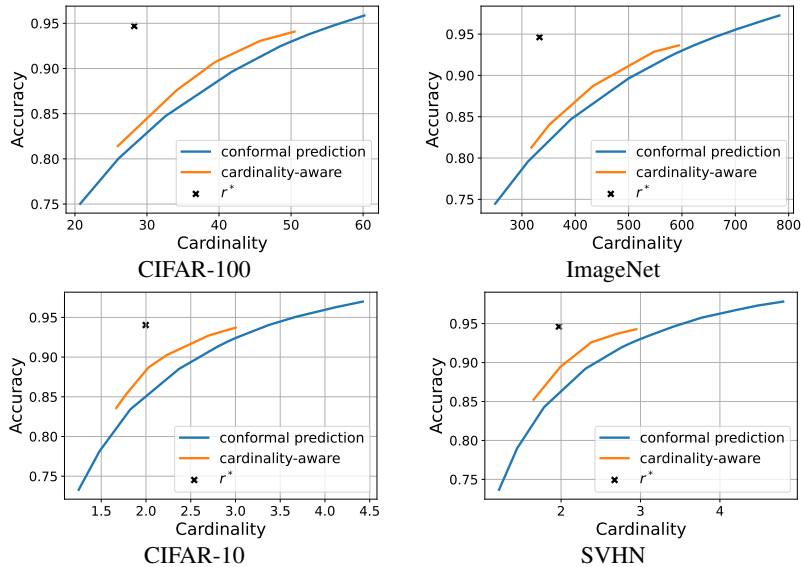 0.95
0.90
0.85
0.80
0.75
Accuracy
conformal prediction
cardinality-aware
r*
20 30 40 50 60
Cardinality
CIFAR-100
0.95
0.90
0.85
0.80
0.75
Accuracy
conformal prediction
cardinality-aware
r*
300 400 500 600 700 800
Cardinality
ImageNet
0.95
0.90
0.85
0.80
0.75
Accuracy
conformal prediction
cardinality-aware
r*
1.5 2.0 2.5 3.0 3.5 4.0 4.5
Cardinality
CIFAR-10
0.95
0.90
0.85
0.80
0.75
Accuracy
conformal prediction
cardinality-aware
r*
2 3 4
Cardinality
SVHN